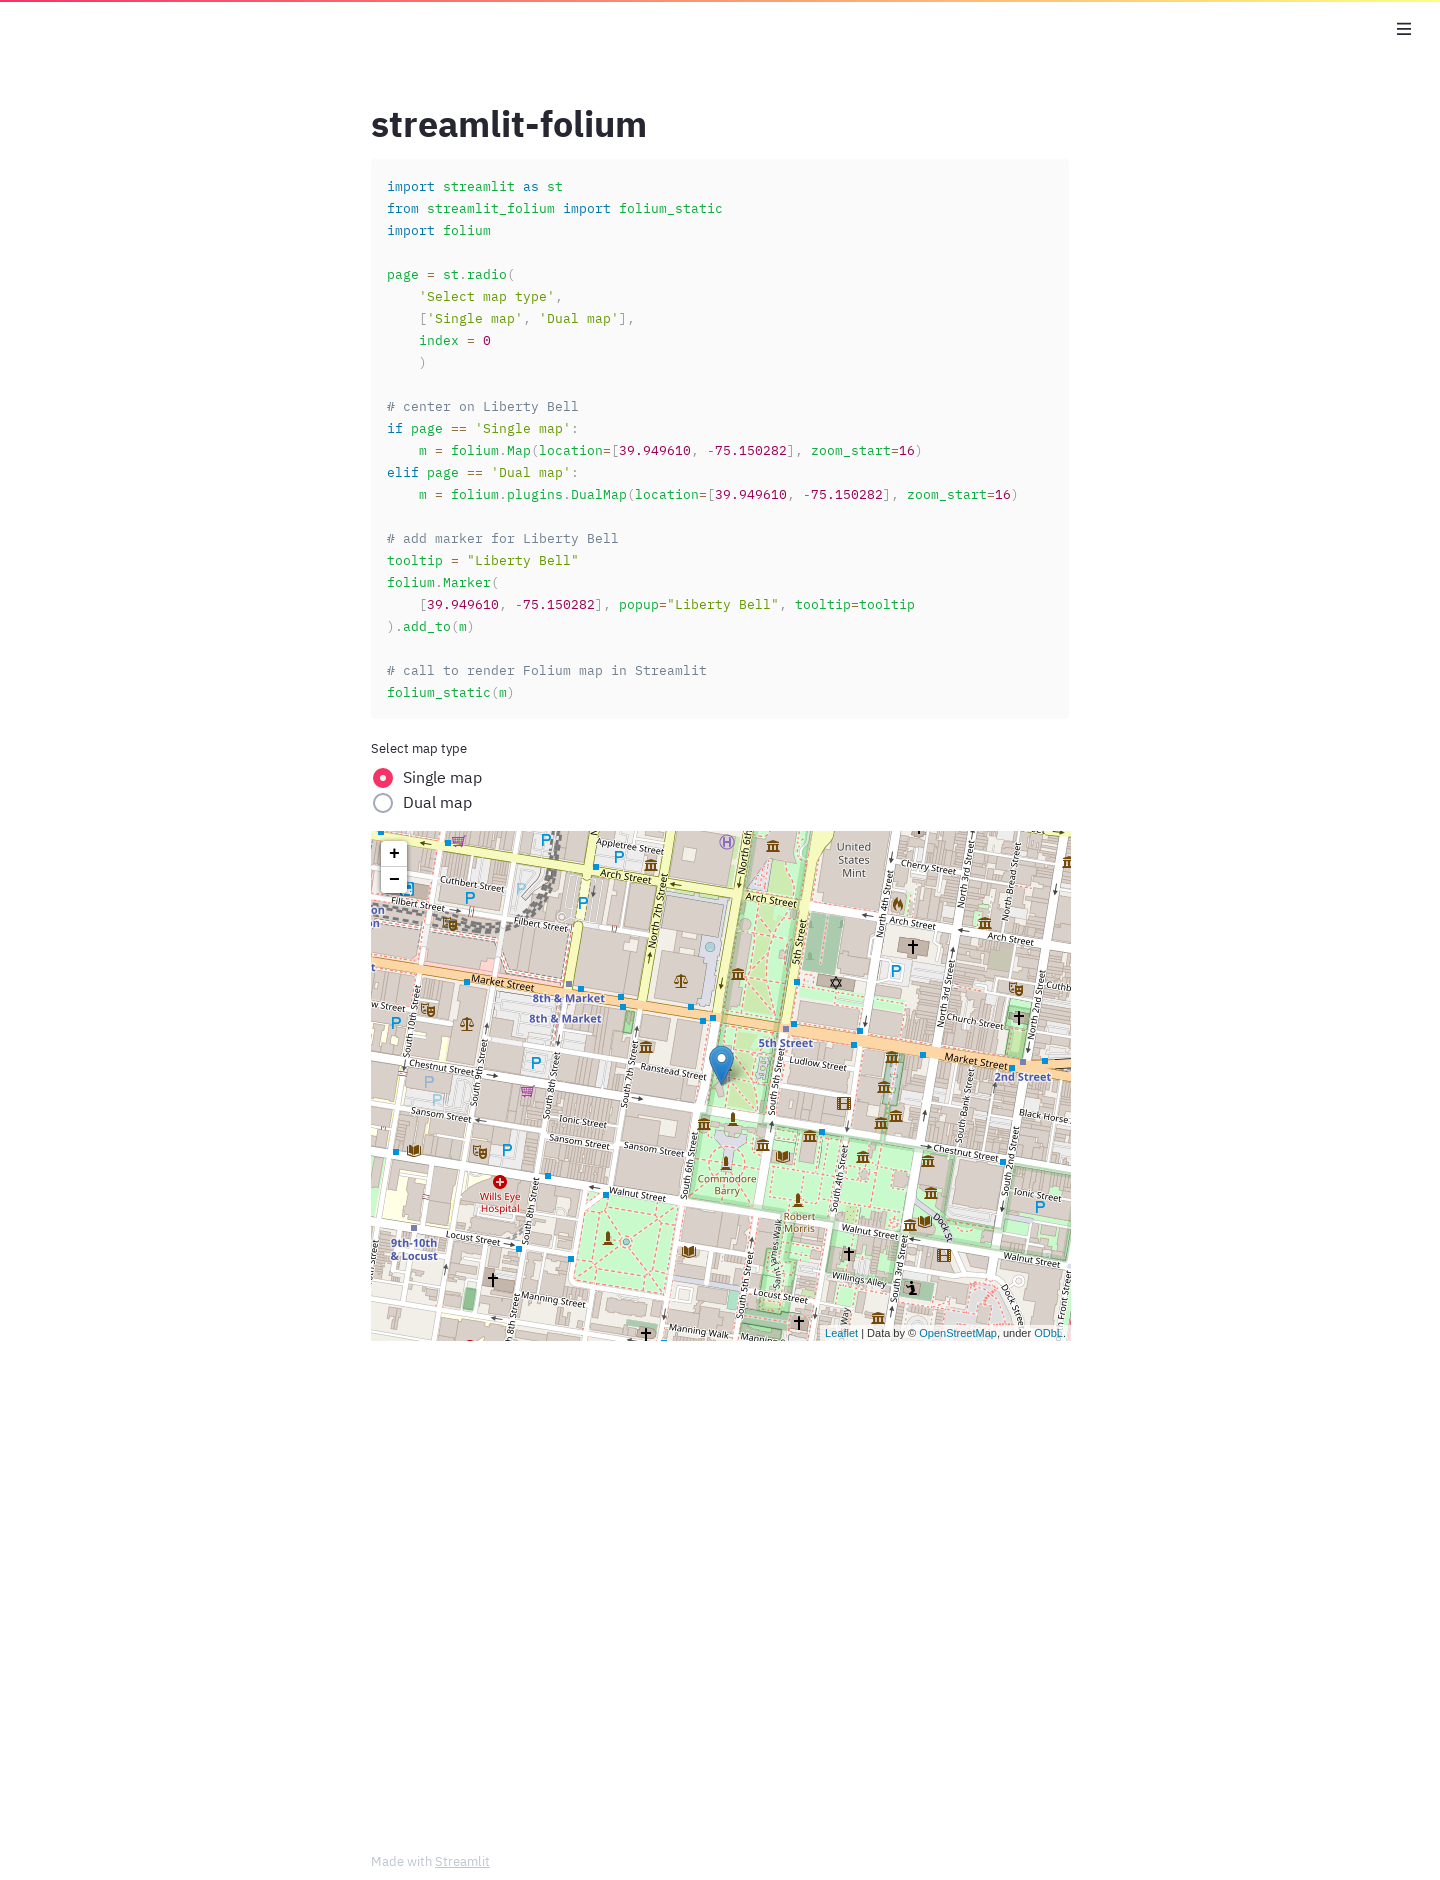 streamlit-folium
import streamlit as st
from streamlit_folium import folium_static
import folium
page = st.radio(
    'Select map type',
    ['Single map', 'Dual map'],
    index = 0
    )
# center on Liberty Bell
if page == 'Single map':
    m = folium.Map(location=[39.949610, -75.150282], zoom_start=16)
elif page == 'Dual map':
    m = folium.plugins.DualMap(location=[39.949610, -75.150282], zoom_start=16)
# add marker for Liberty Bell
tooltip = "Liberty Bell"
folium.Marker(
    [39.949610, -75.150282], popup="Liberty Bell", tooltip=tooltip
).add_to(m)
# call to render Folium map in Streamlit
folium_static(m)
Select map type
Single map
Dual map
+
−
Appletree Street
North 6th
United
States
Mint
Cherry Street
North 3rd Street
North Bread Street
Cuthbert Street
Arch Street
Filbert Street
Filbert Street
North 7th Street
Arch Street
5th Street
North 4th Street
Arch Street
Arch Street
Market Street
8th & Market
8th & Market
5th Street
North 3rd Street
Church Street
North 2nd Street
South 10th Street
Chestnut Street
South 9th Street
South 8th Street
South 7th Street
Ranstead Street
South 5th Street
Ludlow Street
Market Street
2nd Street
Sansom Street
Ionic Street
Sansom Street
Sansom Street
South Bank Street
Black Horse
Chestnut Street
South 6th Street
Commodore
Barry
South 4th Street
South 2nd Street
Ionic Street
Wills Eye
Hospital
Walnut Street
South 8th Street
Robert
Morris
Walnut Street
Dock St
Walnut Street
9th-10th
& Locust
Locust Street
Saint James Walk
South 5th Street
Willings Alley
South 3rd Street
Locust Street
Dock Street
Front Street
Manning Street
8th Street
Manning Walk
Manning
Way
Leaflet | Data by © OpenStreetMap, under ODbL.
Made with Streamlit